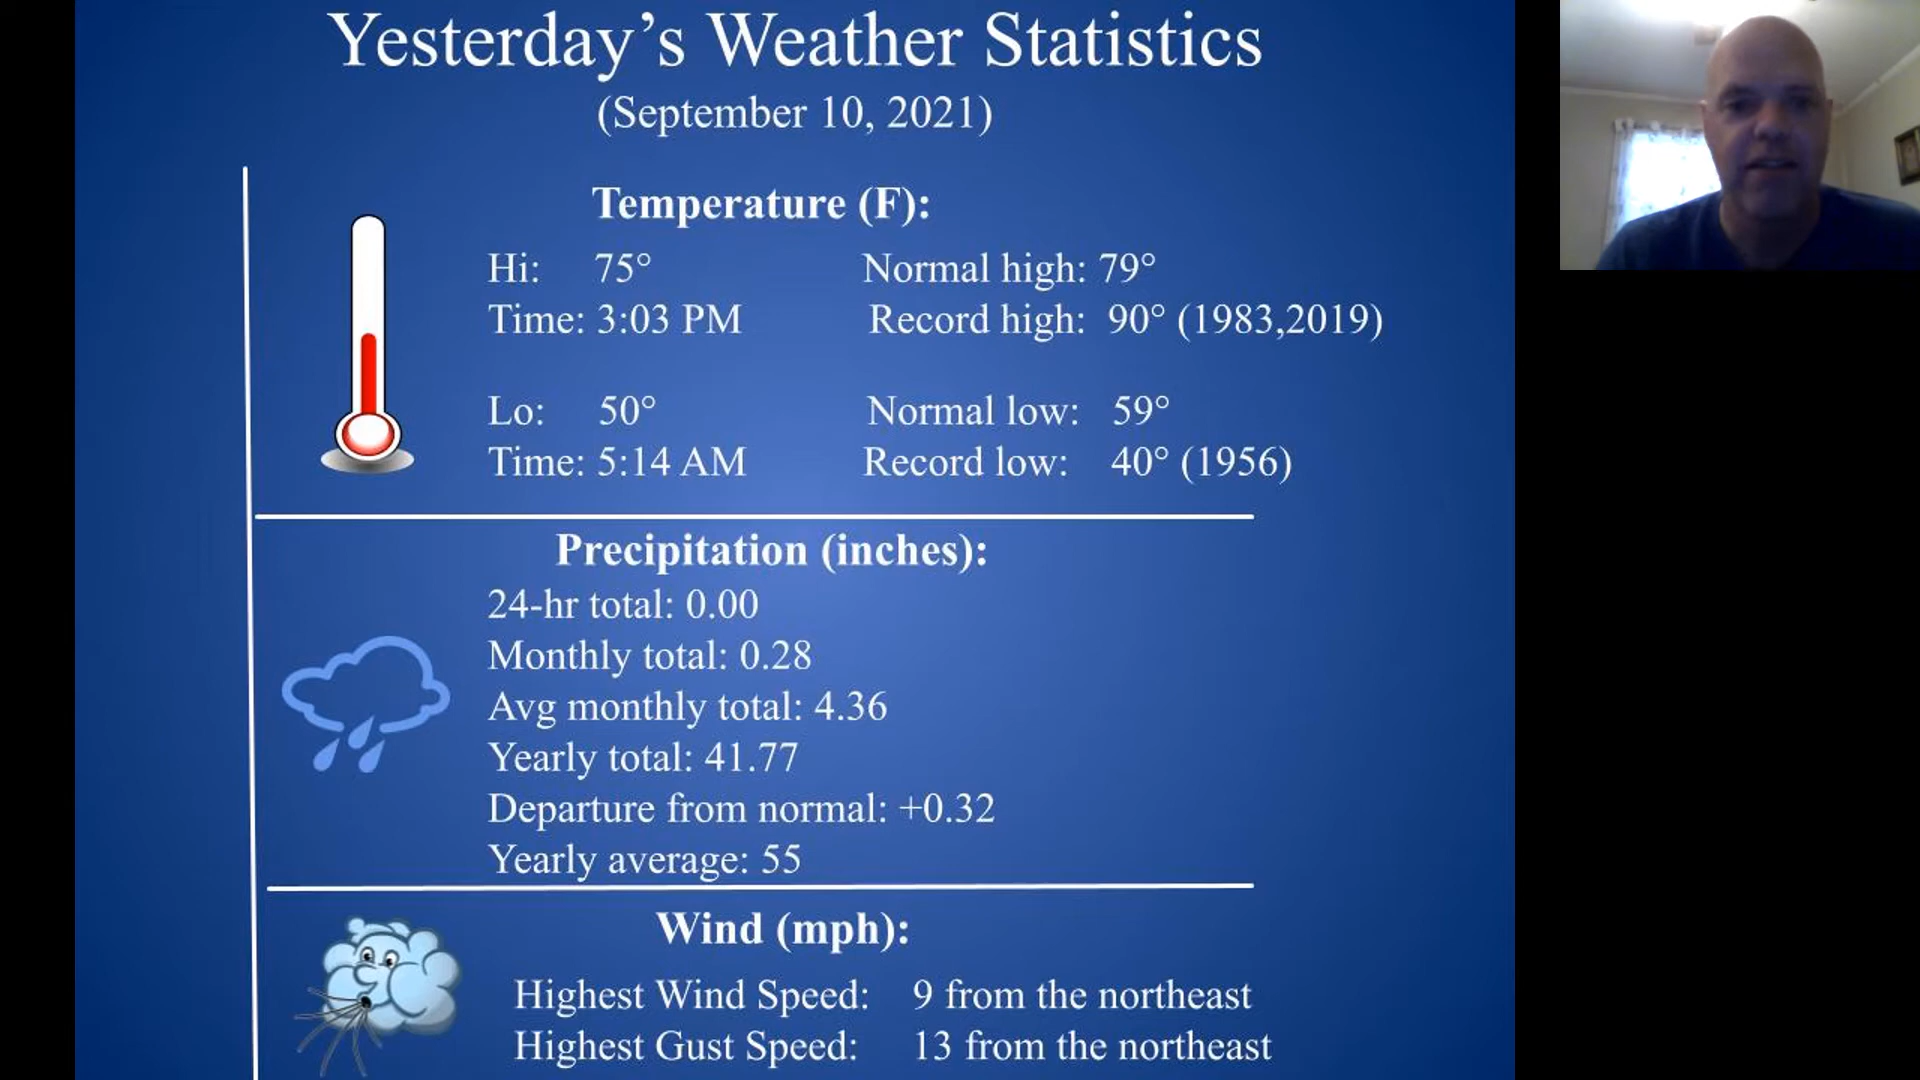 Yesterday’s Weather Statistics
(September 10, 2021)
Temperature (F):
Hi: 75° Normal high: 79°
Time: 3:03 PM Record high: 90° (1983,2019)
Lo: 50° Normal low: 59°
Time: 5:14 AM Record low: 40° (1956)
Precipitation (inches):
24-hr total: 0.00
Monthly total: 0.28
Avg monthly total: 4.36
Yearly total: 41.77
Departure from normal: +0.32
Yearly average: 55
Wind (mph):
Highest Wind Speed: 9 from the northeast
Highest Gust Speed: 13 from the northeast